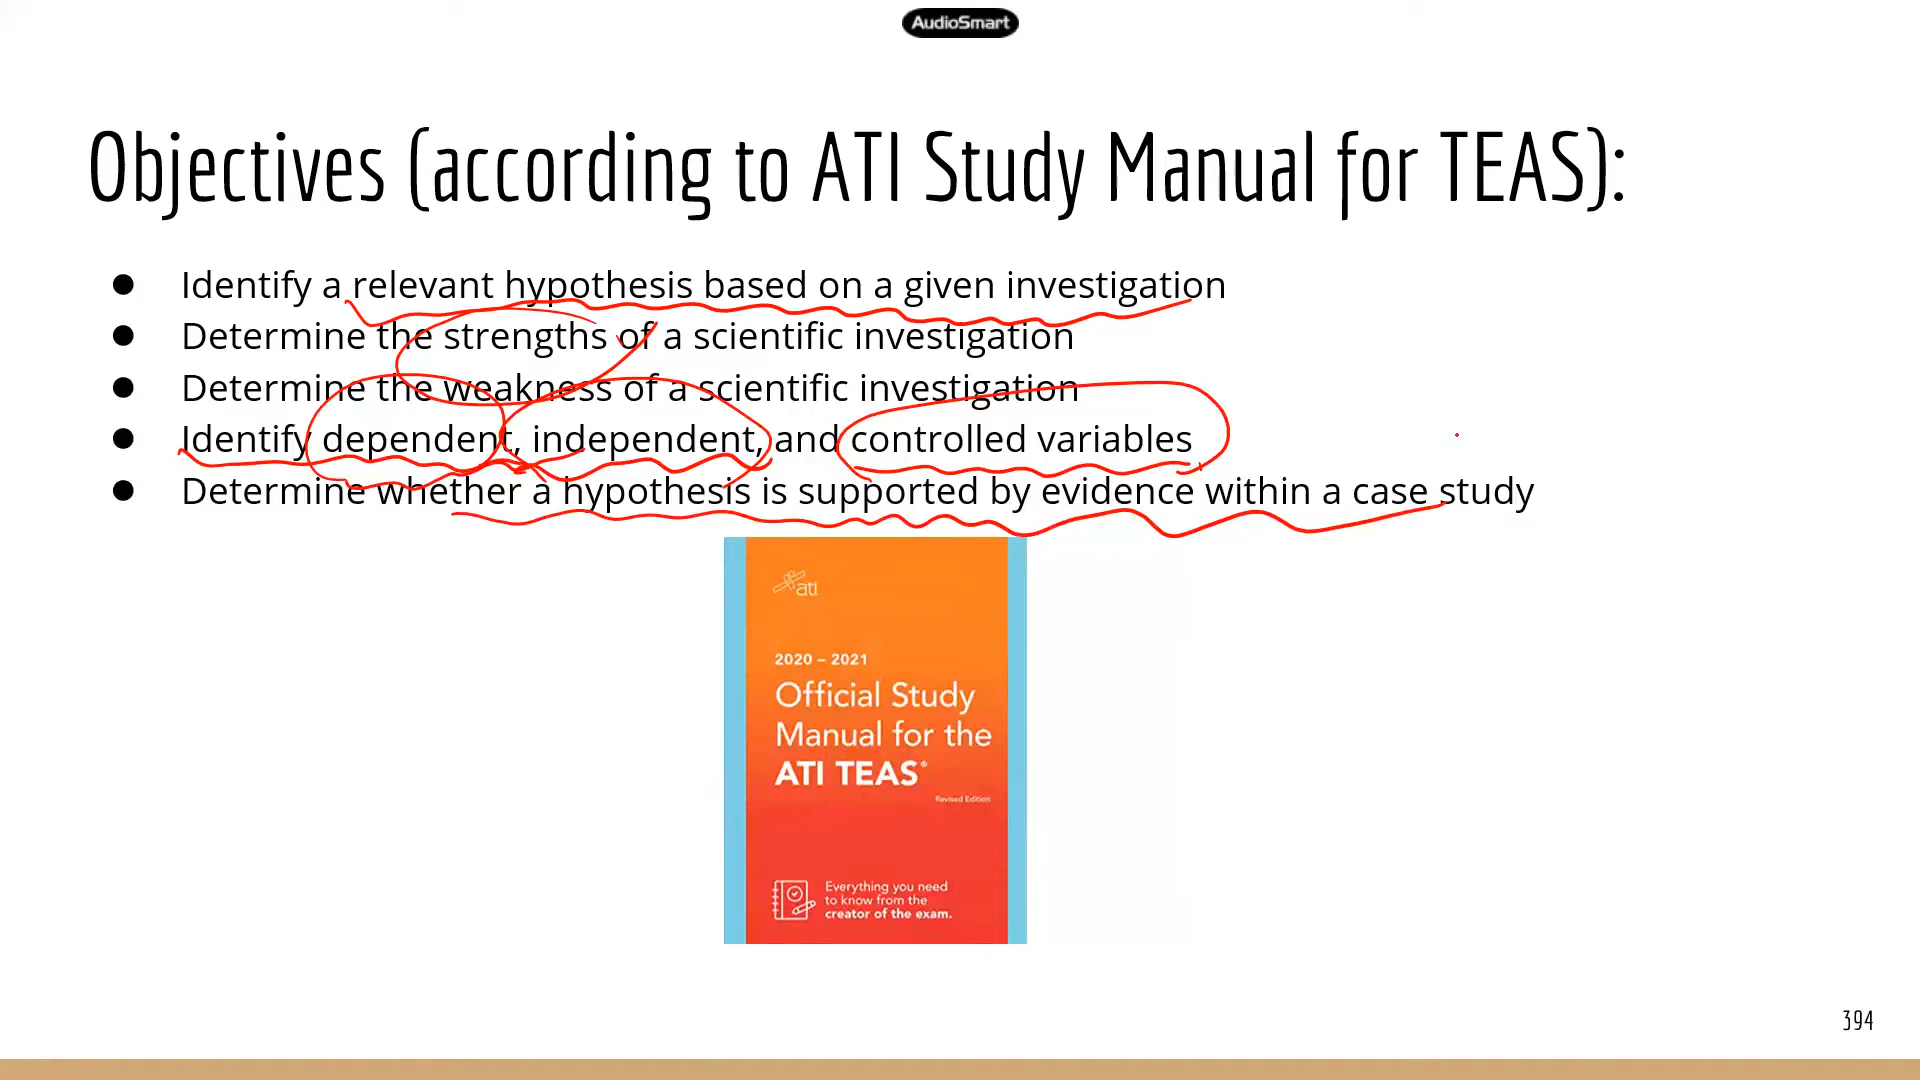 AudioSmart
Objectives (according to ATI Study Manual for TEAS):
● Identify a relevant hypothesis based on a given investigation
● Determine the strengths of a scientific investigation
● Determine the weakness of a scientific investigation
● Identify dependent, independent, and controlled variables
● Determine whether a hypothesis is supported by evidence within a case study
ati
2020 – 2021
Official Study
Manual for the
ATI TEAS®
Revised Edition
Everything you need
to know from the
creator of the exam.
394